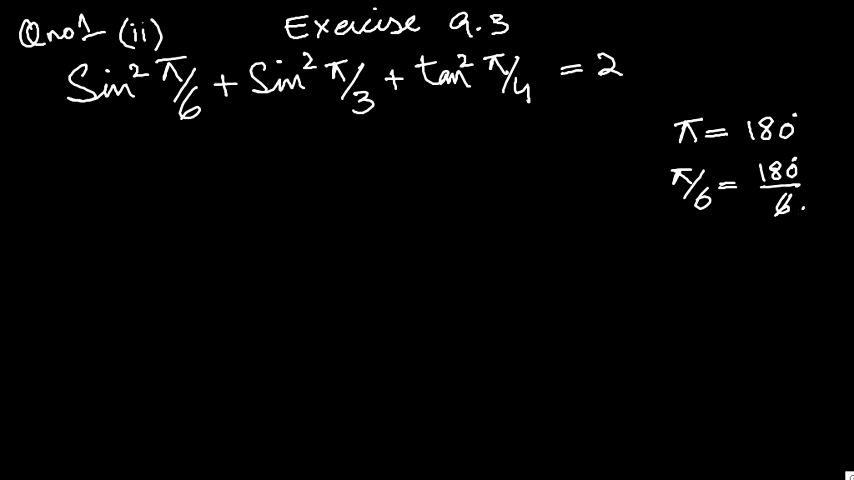 Qno1 (ii) Exercise 9.3
Sin² π/6 + Sin² π/3 + tan² π/4 = 2
π = 180°
π/6 = 180°/6.